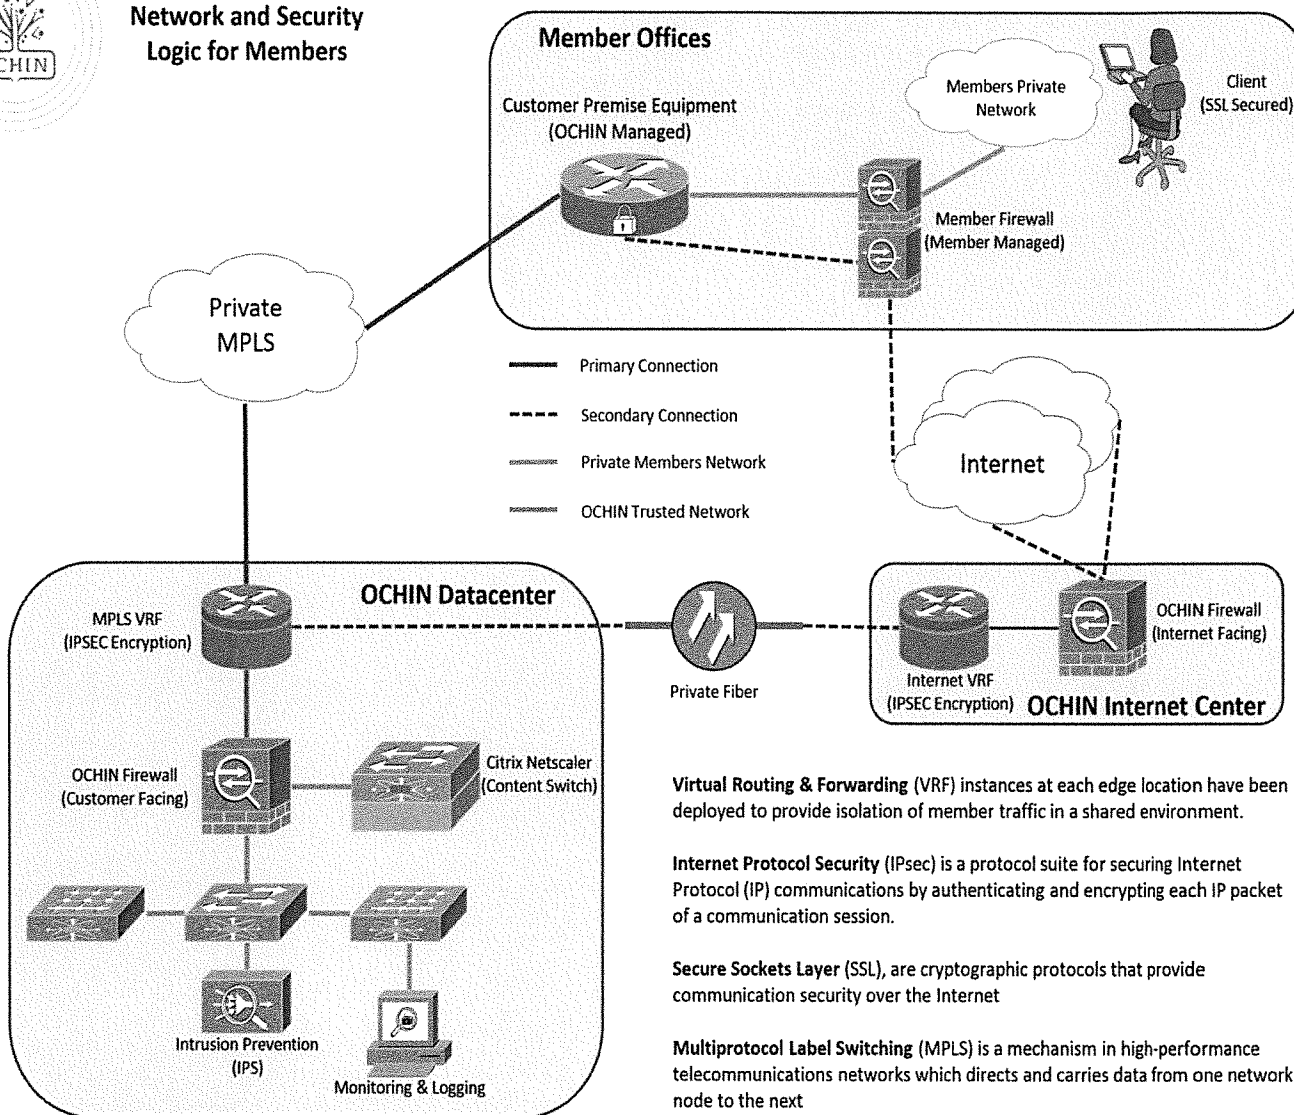 Network and Security
Logic for Members
CHIN
Member Offices
Customer Premise Equipment
(OCHIN Managed)
Members Private
Network
Client
(SSL Secured)
Member Firewall
(Member Managed)
Private
MPLS
Primary Connection
Secondary Connection
Private Members Network
OCHIN Trusted Network
Internet
OCHIN Datacenter
MPLS VRF
(IPSEC Encryption)
Private Fiber
OCHIN Firewall
(Internet Facing)
Internet VRF
(IPSEC Encryption)
OCHIN Internet Center
OCHIN Firewall
(Customer Facing)
Citrix Netscaler
(Content Switch)
Intrusion Prevention
(IPS)
Monitoring & Logging
Virtual Routing & Forwarding (VRF) instances at each edge location have been
deployed to provide isolation of member traffic in a shared environment.
Internet Protocol Security (IPsec) is a protocol suite for securing Internet
Protocol (IP) communications by authenticating and encrypting each IP packet
of a communication session.
Secure Sockets Layer (SSL), are cryptographic protocols that provide
communication security over the Internet
Multiprotocol Label Switching (MPLS) is a mechanism in high-performance
telecommunications networks which directs and carries data from one network
node to the next